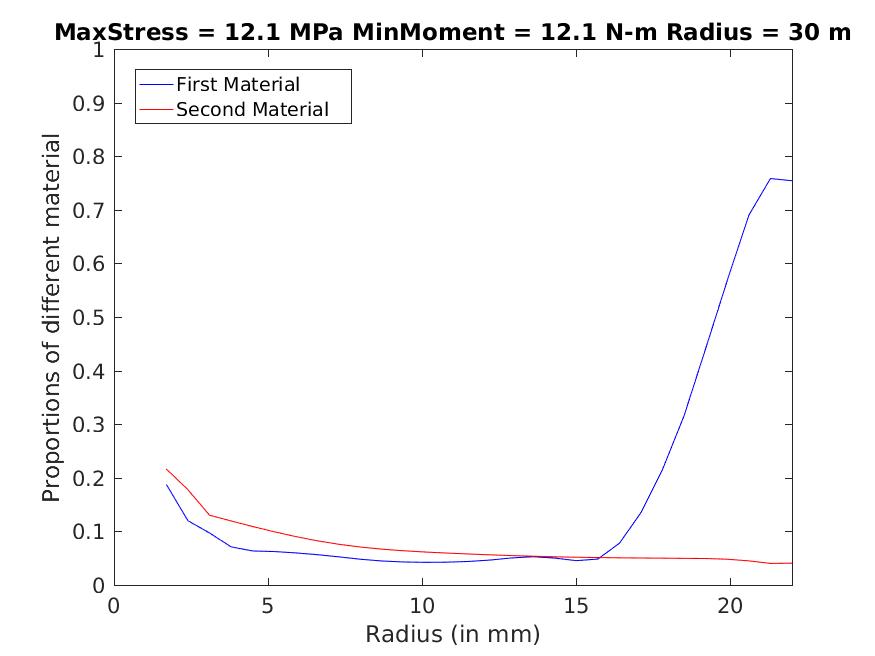 MaxStress = 12.1 MPa MinMoment = 12.1 N-m Radius = 30 m
First Material
Second Material
Proportions of different material
1
0.9
0.8
0.7
0.6
0.5
0.4
0.3
0.2
0.1
0
0 5 10 15 20
Radius (in mm)